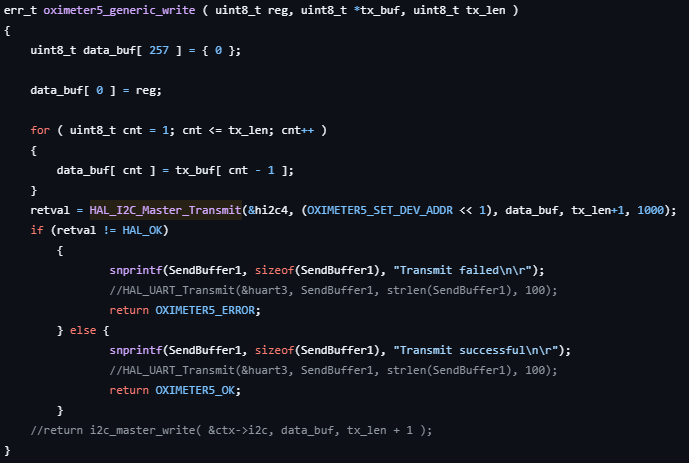 err_t oximeter5_generic_write ( uint8_t reg, uint8_t *tx_buf, uint8_t tx_len )
{
    uint8_t data_buf[ 257 ] = { 0 };

    data_buf[ 0 ] = reg;

    for ( uint8_t cnt = 1; cnt <= tx_len; cnt++ )
    {
        data_buf[ cnt ] = tx_buf[ cnt - 1 ];
    }
    retval = HAL_I2C_Master_Transmit(&hi2c4, (OXIMETER5_SET_DEV_ADDR << 1), data_buf, tx_len+1, 1000);
    if (retval != HAL_OK)
        {
                snprintf(SendBuffer1, sizeof(SendBuffer1), "Transmit failed\n\r");
                //HAL_UART_Transmit(&huart3, SendBuffer1, strlen(SendBuffer1), 100);
                return OXIMETER5_ERROR;
        } else {
                snprintf(SendBuffer1, sizeof(SendBuffer1), "Transmit successful\n\r");
                //HAL_UART_Transmit(&huart3, SendBuffer1, strlen(SendBuffer1), 100);
                return OXIMETER5_OK;
        }
    //return i2c_master_write( &ctx->i2c, data_buf, tx_len + 1 );
}